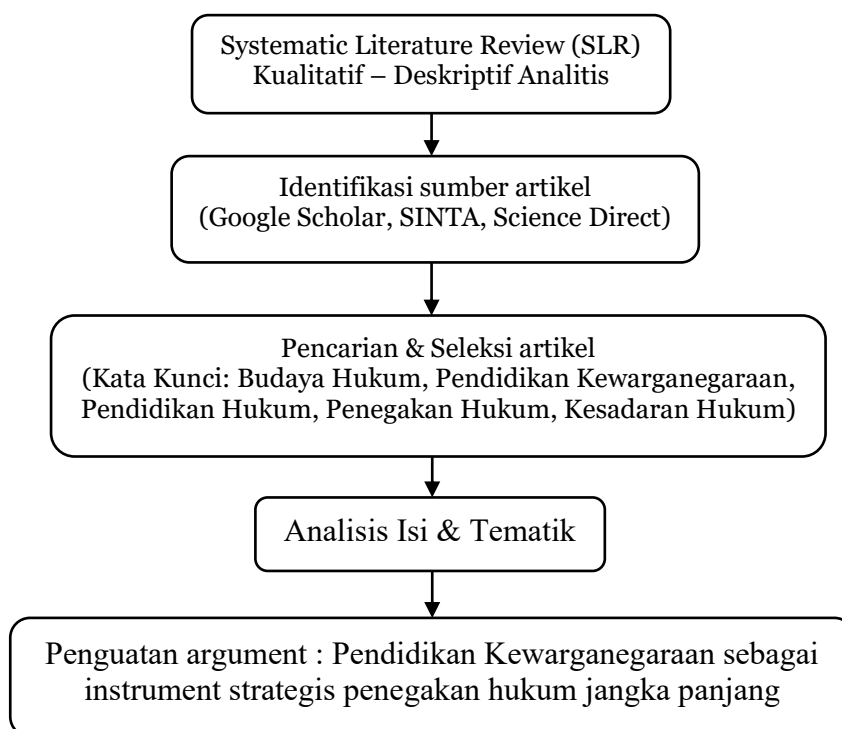 Systematic Literature Review (SLR)
Kualitatif – Deskriptif Analitis
Identifikasi sumber artikel
(Google Scholar, SINTA, Science Direct)
Pencarian & Seleksi artikel
(Kata Kunci: Budaya Hukum, Pendidikan Kewarganegaraan,
Pendidikan Hukum, Penegakan Hukum, Kesadaran Hukum)
Analisis Isi & Tematik
Penguatan argument : Pendidikan Kewarganegaraan sebagai
instrument strategis penegakan hukum jangka panjang